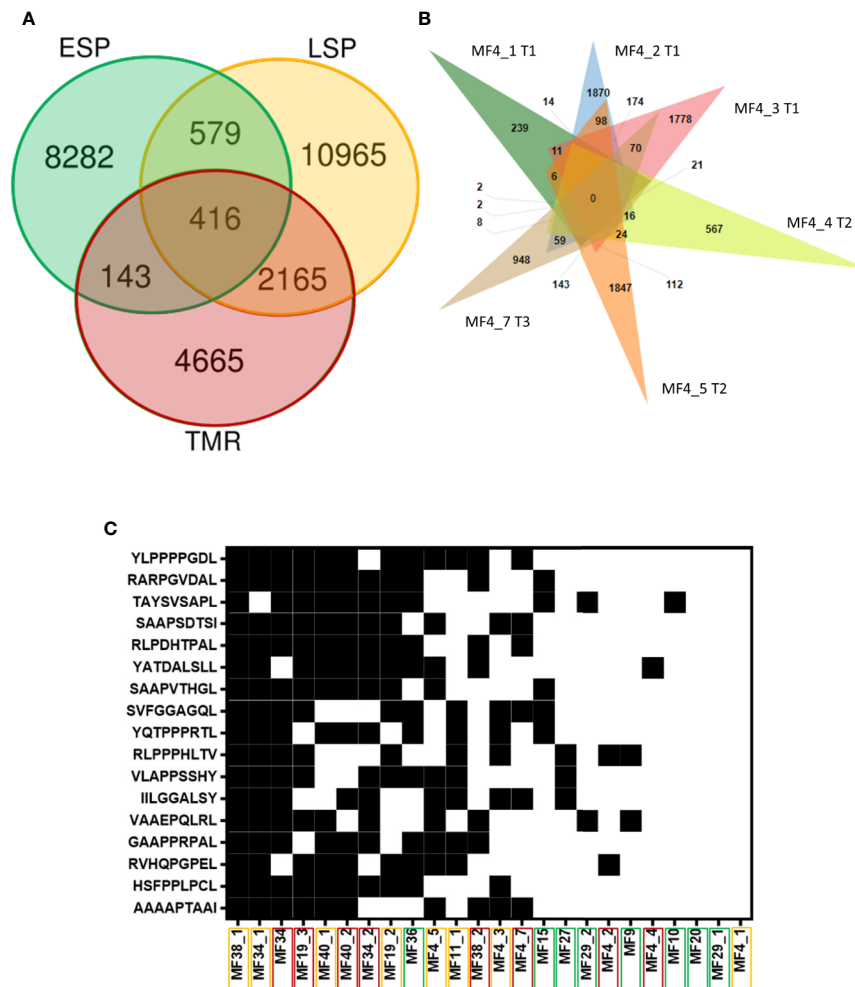 A
ESP
LSP
8282
579
10965
416
143
2165
4665
TMR
B
MF4_1 T1
MF4_2 T1
MF4_3 T1
MF4_4 T2
MF4_5 T2
MF4_7 T3
14
1870
174
98
1778
239
11
70
6
21
2
2
8
0
16
24
567
59
948
143
1847
112
C
YLPPPPGDL
RARPGVDAL
TAYSVSAPL
SAAPSDTSI
RLPDHTPAL
YATDALSLL
SAAPVTHGL
SVFGGAGQL
YQTPPPRTL
RLPPPHLTV
VLAPPSSHY
IILGGALSY
VAAEPQLRL
GAAPPRPAL
RVHQPGPEL
HSFPPLPCL
AAAAPTAAI
MF38_1
MF34_1
MF34
MF19_3
MF40_1
MF40_2
MF34_2
MF19_2
MF36
MF4_5
MF11_1
MF38_2
MF4_3
MF4_7
MF15
MF27
MF29_2
MF4_2
MF9
MF4_4
MF10
MF20
MF29_1
MF4_1